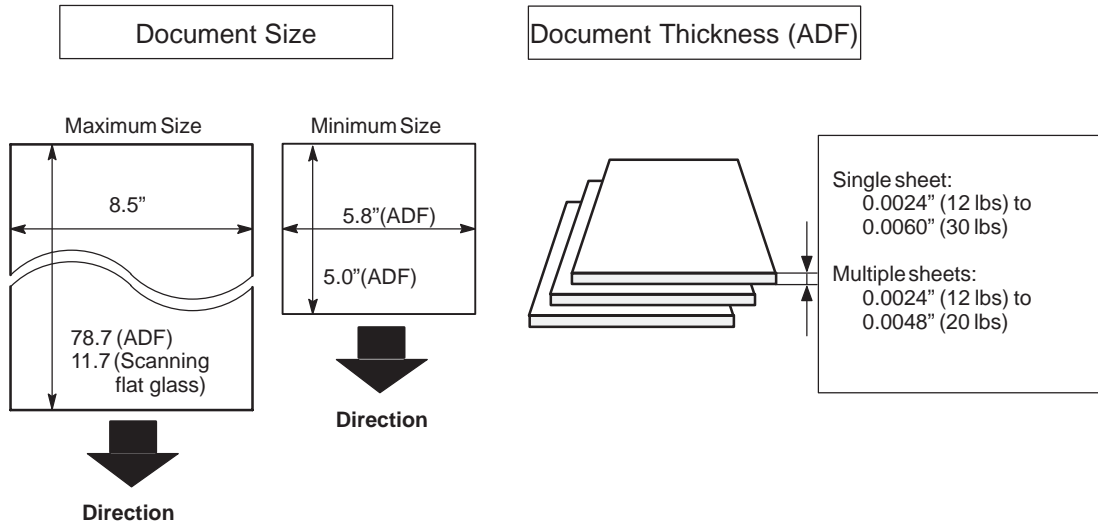 Document Size
Maximum Size
8.5”
78.7 (ADF)
11.7 (Scanning
flat glass)
Direction
Minimum Size
5.8”(ADF)
5.0”(ADF)
Direction
Document Thickness (ADF)
Single sheet:
0.0024” (12 lbs) to
0.0060” (30 lbs)
Multiple sheets:
0.0024” (12 lbs) to
0.0048” (20 lbs)